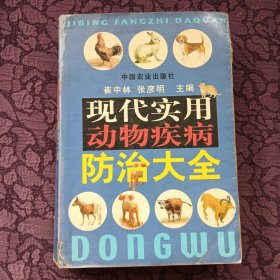 JIBING FANGZHI DAQUAN
中国农业出版社
崔中林 张彦明 主编
现代实用
动物疾病
防治大全
DONGWU